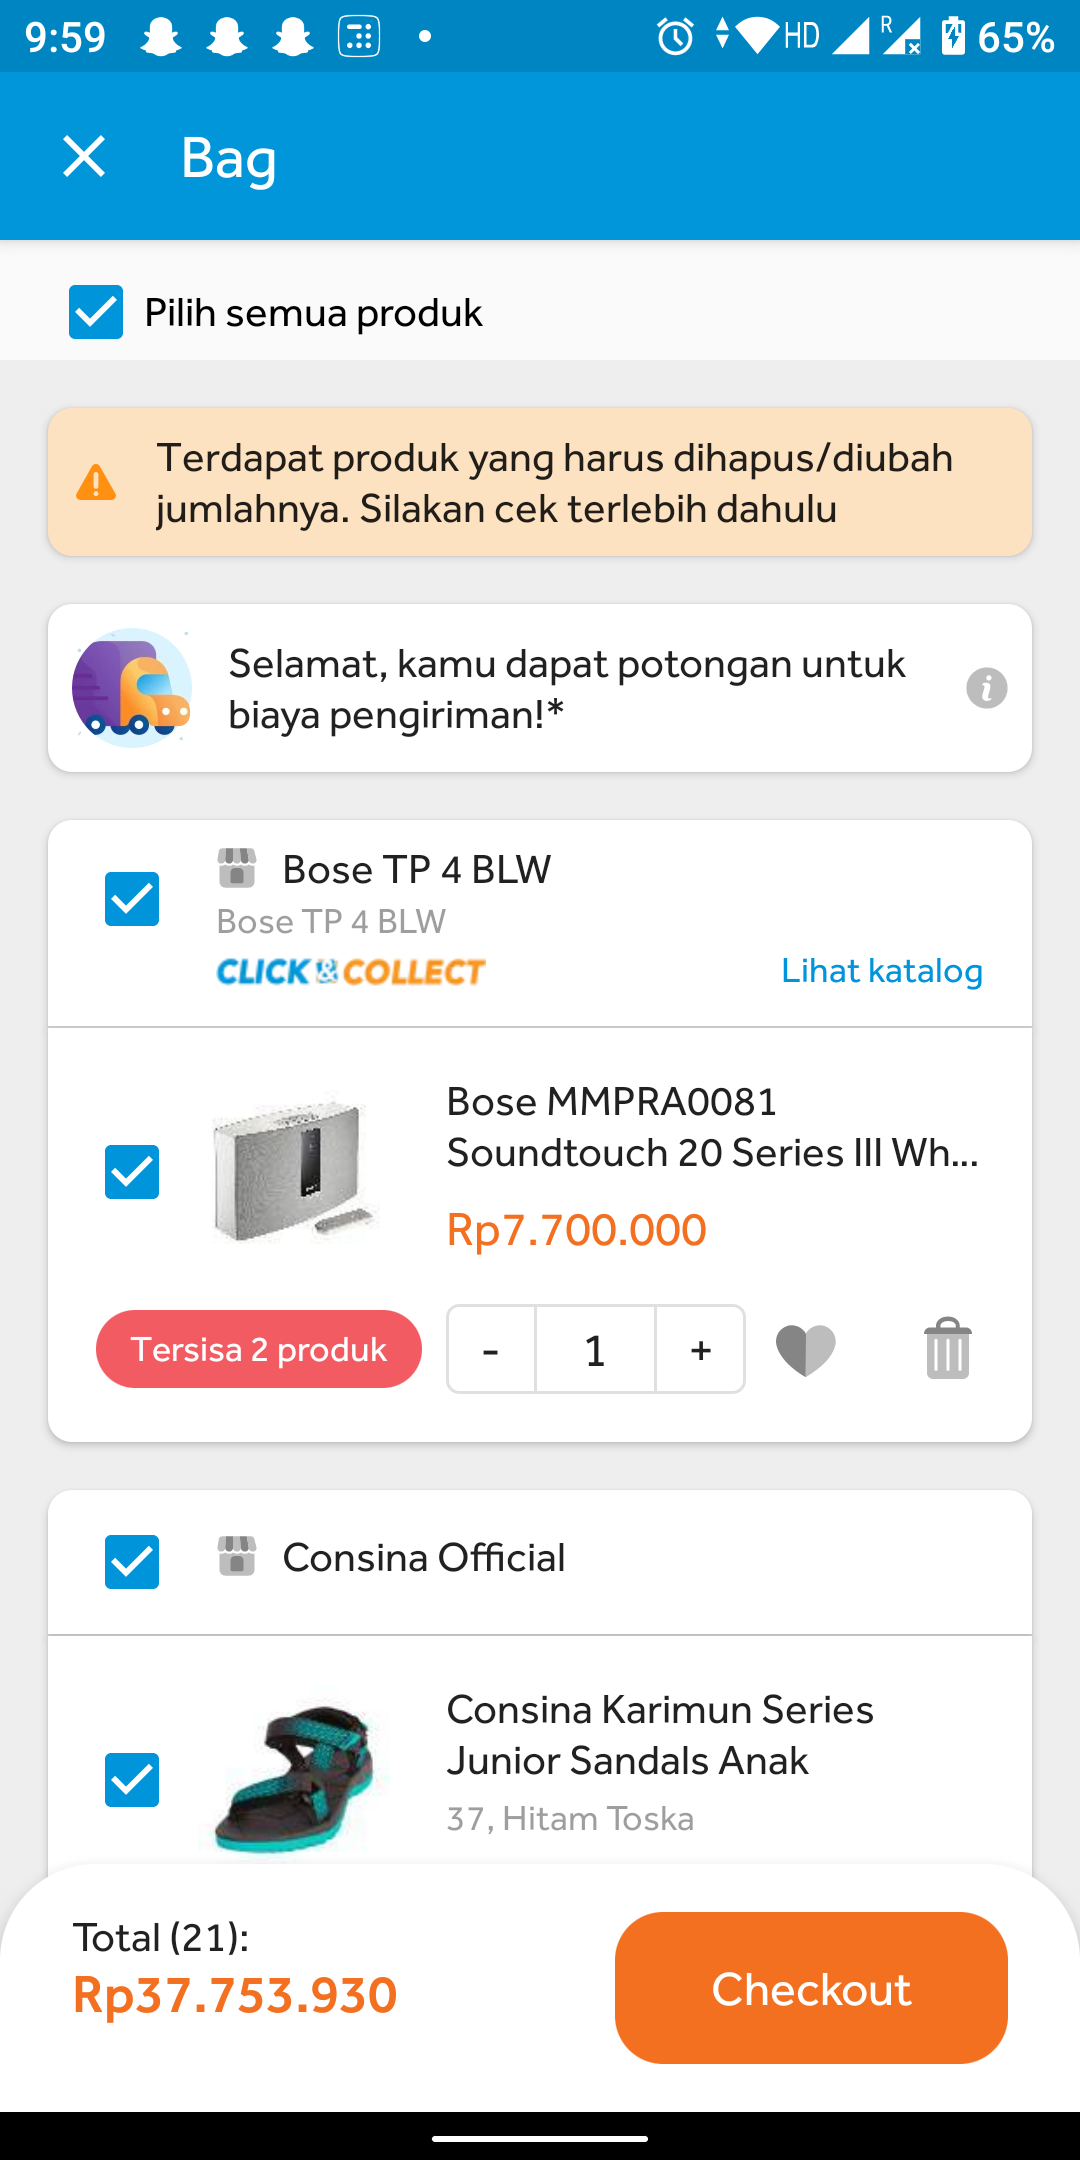 9:59
HD
R
65%
Bag
Pilih semua produk
Terdapat produk yang harus dihapus/diubah
jumlahnya. Silakan cek terlebih dahulu
Selamat, kamu dapat potongan untuk
biaya pengiriman!*
Bose TP 4 BLW
Bose TP 4 BLW
CLICK&COLLECT
Lihat katalog
Bose MMPRA0081
Soundtouch 20 Series III Wh...
Rp7.700.000
Tersisa 2 produk
- 1 +
Consina Official
Consina Karimun Series
Junior Sandals Anak
37, Hitam Toska
Total (21):
Rp37.753.930
Checkout